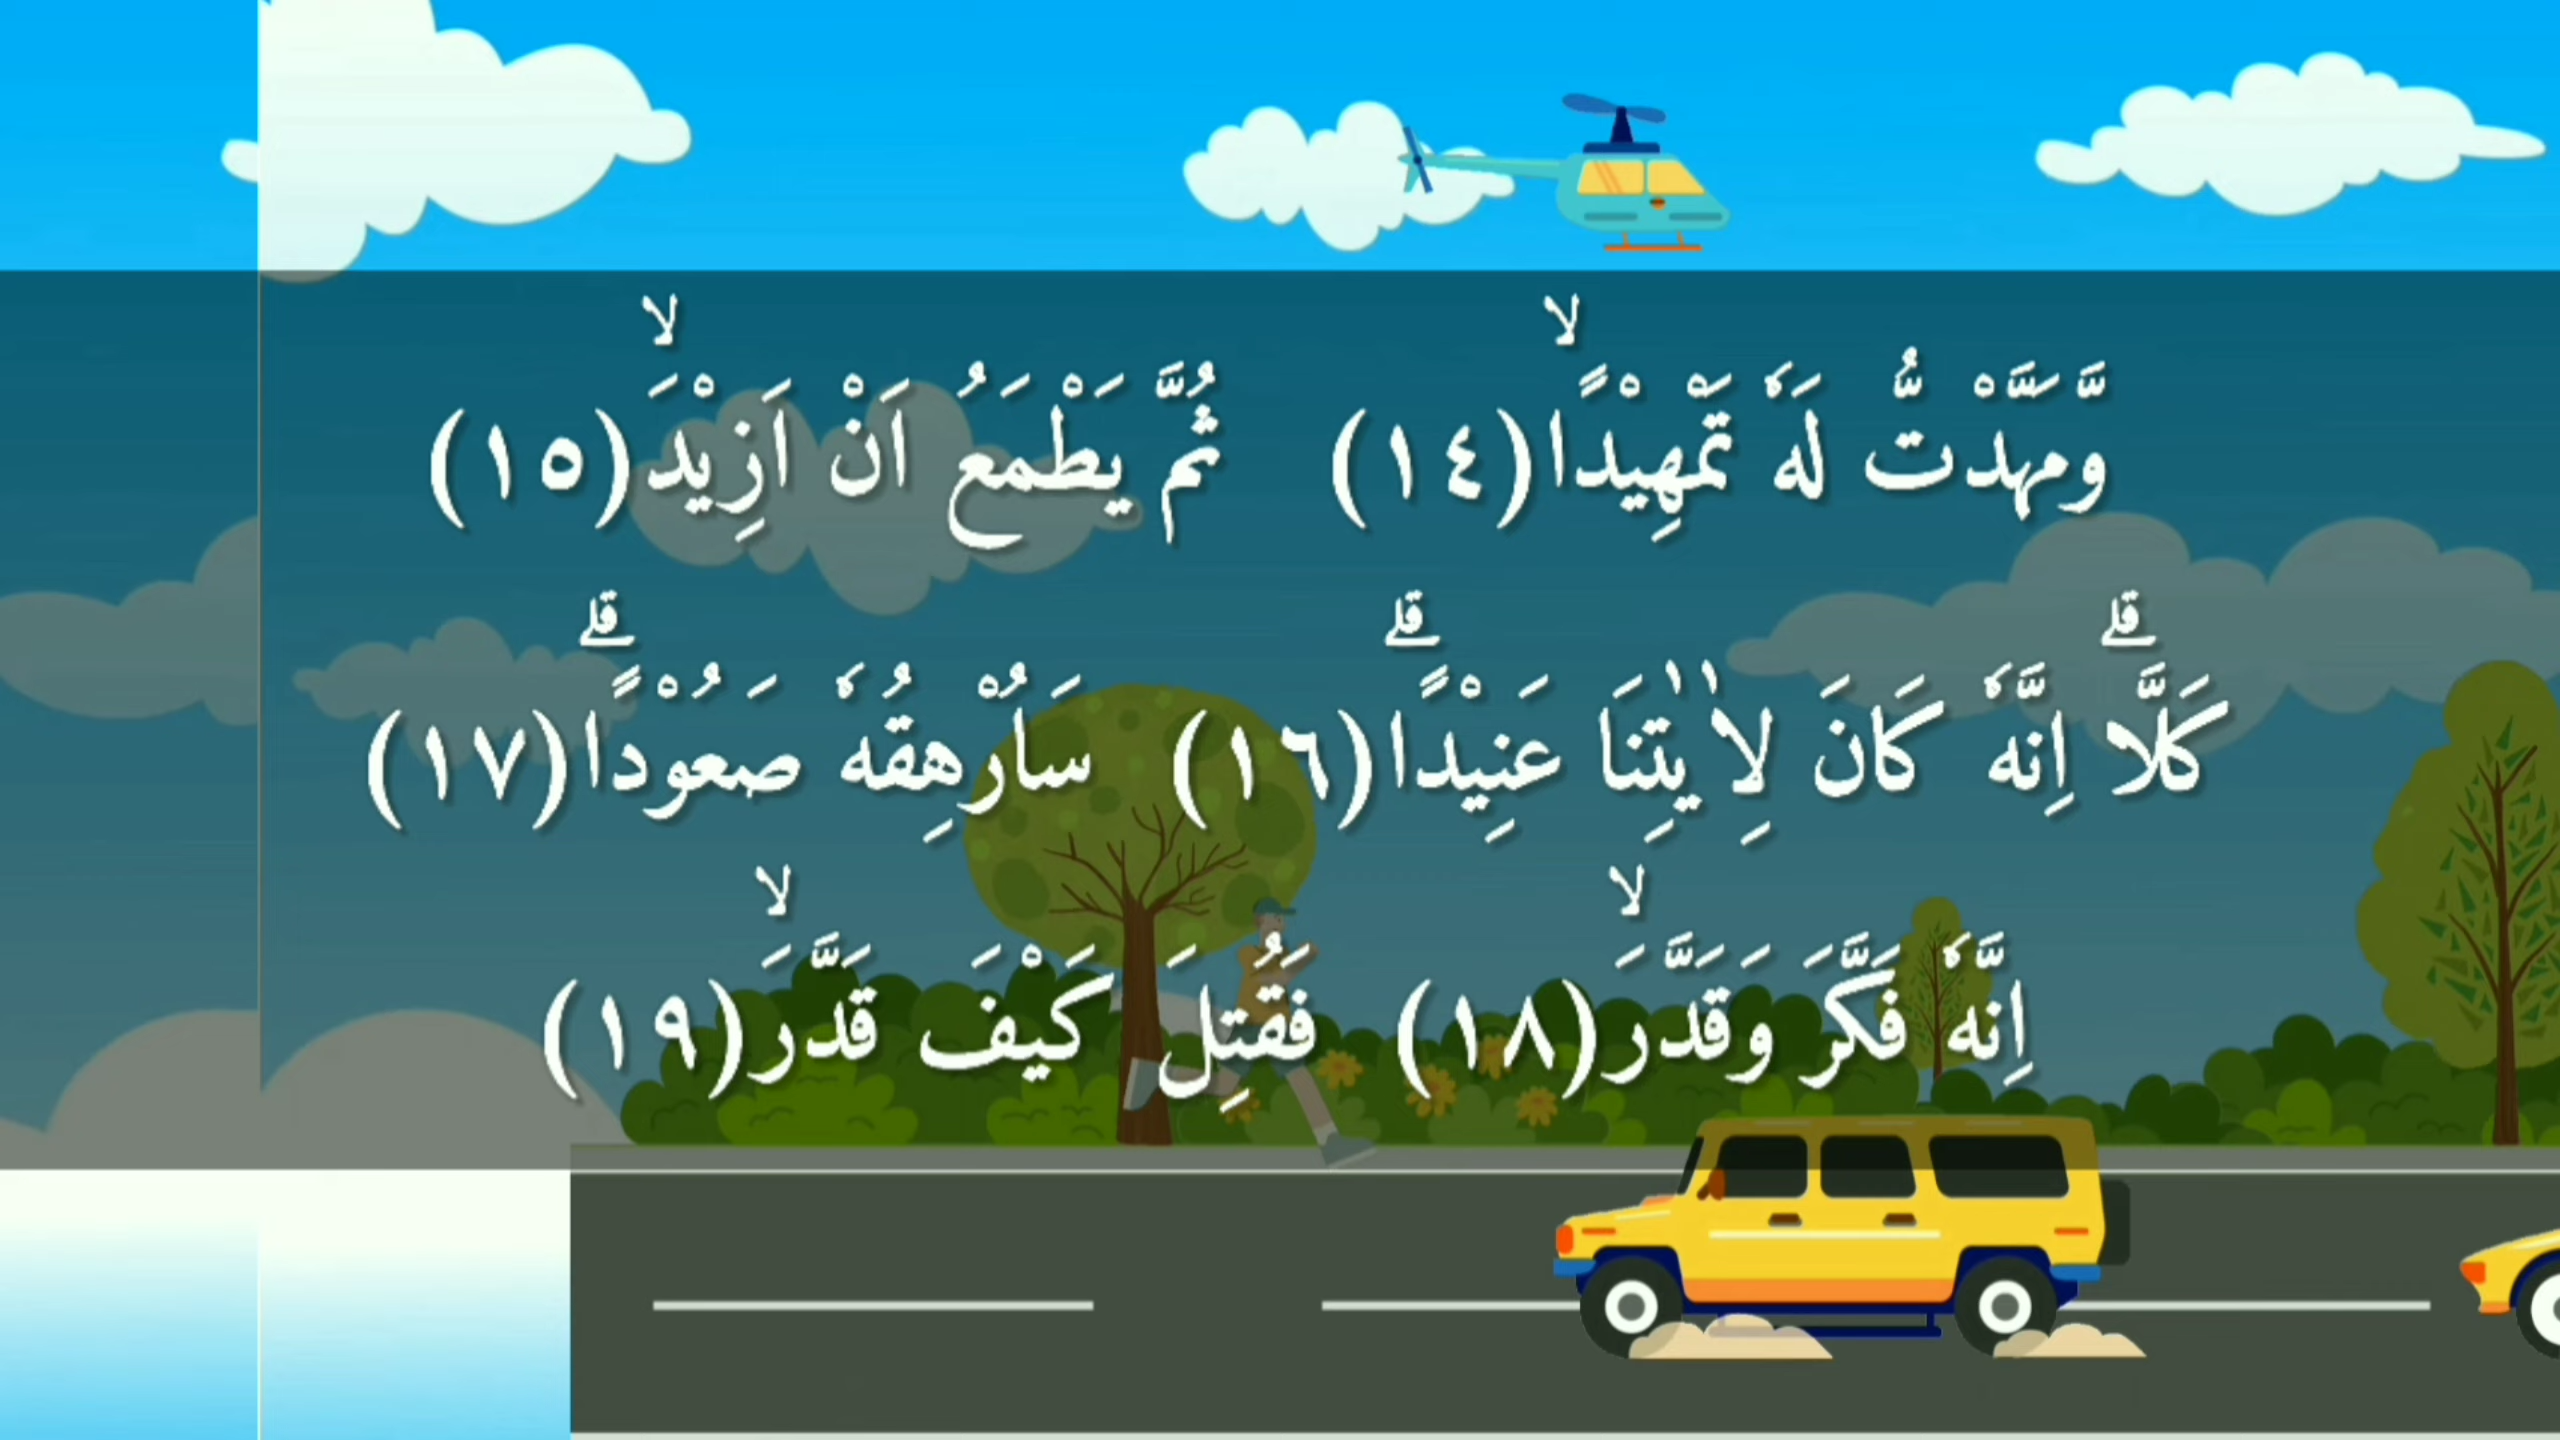 وَّمَهَّدْتُّ لَهٗ تَمْهِيْدًاۙ(١٤) ثُمَّ يَطْمَعُ اَنْ اَزِيْدَۙ(١٥)
كَلَّاۗ اِنَّهٗ كَانَ لِاٰيٰتِنَا عَنِيْدًاۗ(١٦) سَاُرْهِقُهٗ صَعُوْدًاۗ(١٧)
اِنَّهٗ فَكَّرَ وَقَدَّرَۙ(١٨) فَقُتِلَ كَيْفَ قَدَّرَۙ(١٩)